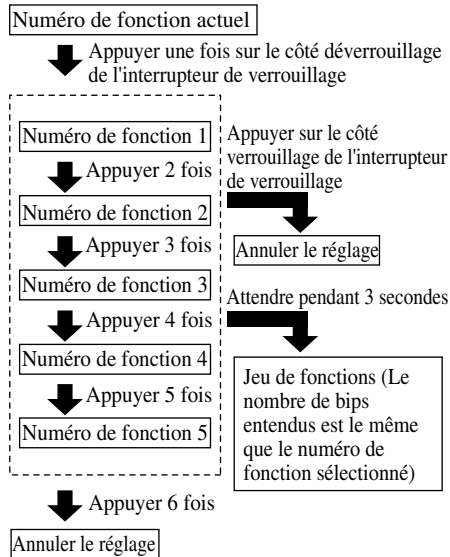 Numéro de fonction actuel
Appuyer une fois sur le côté déverrouillage
de l'interrupteur de verrouillage
Numéro de fonction 1
Appuyer 2 fois
Numéro de fonction 2
Appuyer 3 fois
Numéro de fonction 3
Appuyer 4 fois
Numéro de fonction 4
Appuyer 5 fois
Numéro de fonction 5
Appuyer sur le côté
verrouillage de l'interrupteur
de verrouillage
Annuler le réglage
Attendre pendant 3 secondes
Jeu de fonctions (Le
nombre de bips
entendus est le même
que le numéro de
fonction sélectionné)
Appuyer 6 fois
Annuler le réglage